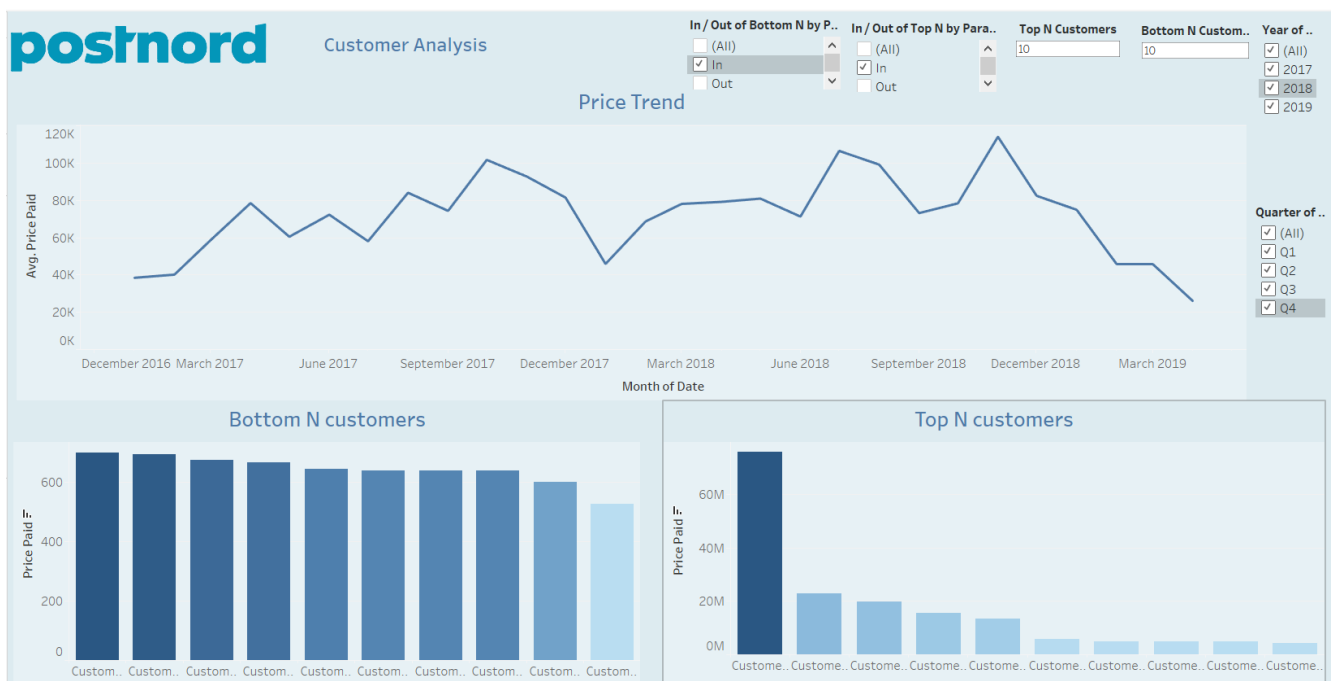 postnord
Customer Analysis
In / Out of Bottom N by P..
(All)
In
Out
In / Out of Top N by Para..
(All)
In
Out
Top N Customers
10
Bottom N Custom..
10
Year of ..
(All)
2017
2018
2019
Price Trend
120K
100K
80K
60K
40K
20K
0K
Avg. Price Paid
December 2016 March 2017 June 2017 September 2017 December 2017 March 2018 June 2018 September 2018 December 2018 March 2019
Month of Date
Quarter of ..
(All)
Q1
Q2
Q3
Q4
Bottom N customers
600
400
200
0
Price Paid
Custom.. Custom.. Custom.. Custom.. Custom.. Custom.. Custom.. Custom.. Custom.. Custom..
Top N customers
60M
40M
20M
0M
Price Paid
Custome.. Custome.. Custome.. Custome.. Custome.. Custome.. Custome.. Custome.. Custome.. Custome..